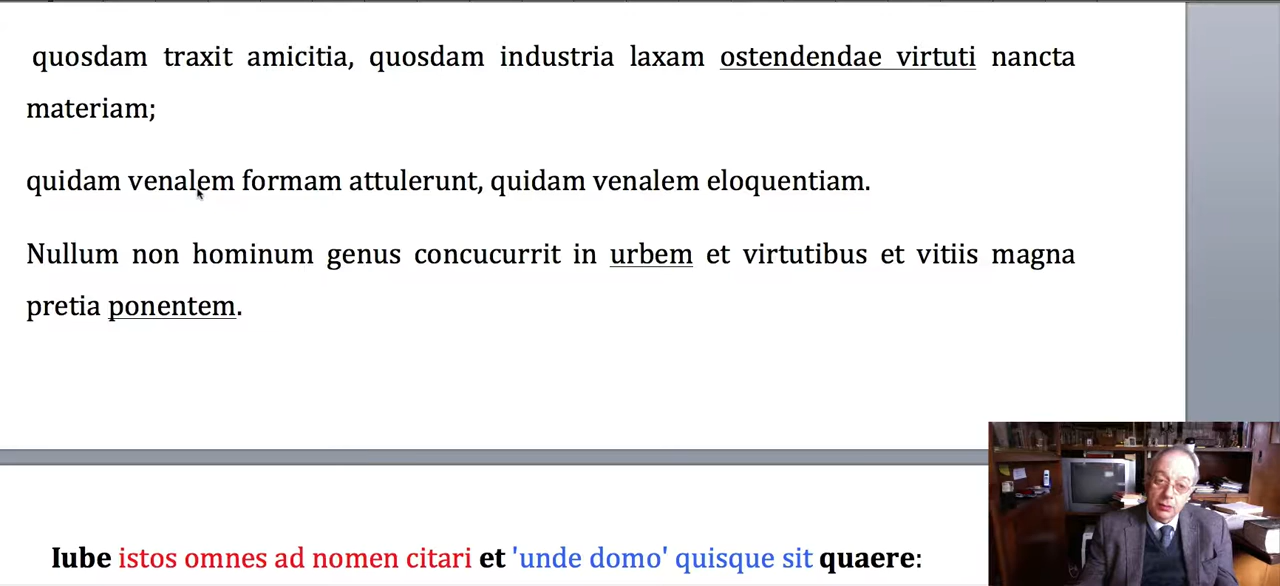 quosdam traxit amicitia, quosdam industria laxam ostendendae virtuti nancta
materiam;
quidam venalem formam attulerunt, quidam venalem eloquentiam.
Nullum non hominum genus concucurrit in urbem et virtutibus et vitiis magna
pretia ponentem.
Iube istos omnes ad nomen citari et 'unde domo' quisque sit quaere: